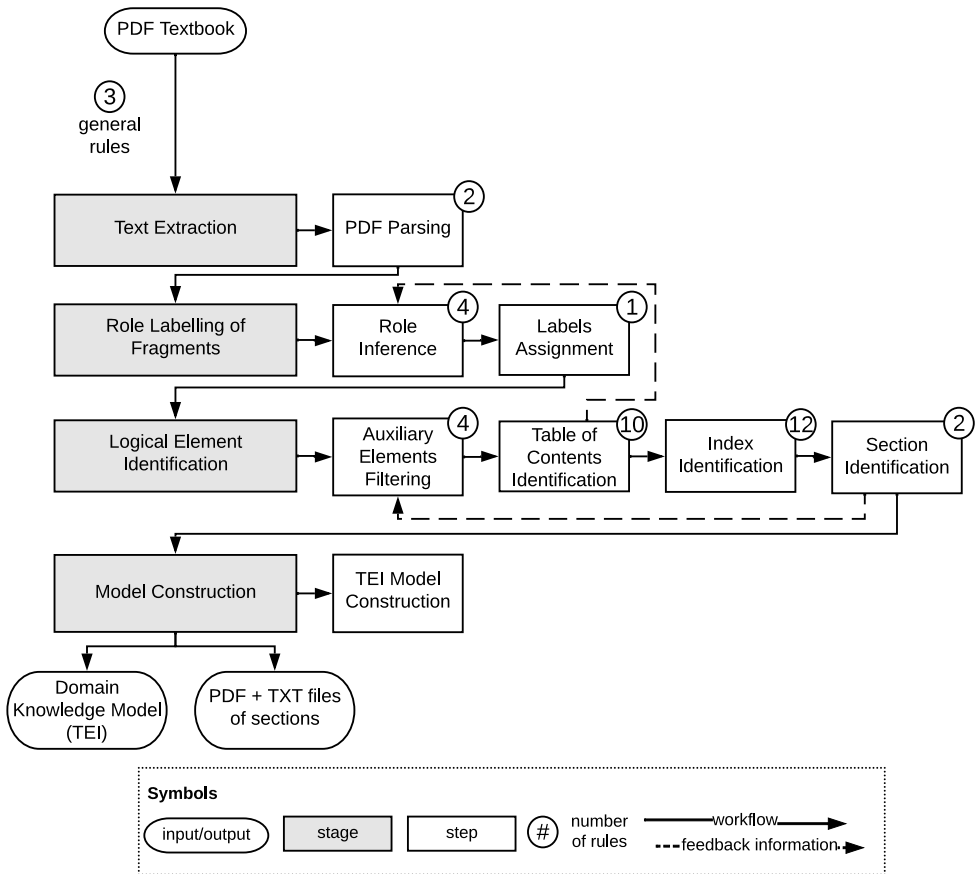 PDF Textbook
3
general
rules
Text Extraction
PDF Parsing
2
Role Labelling of
Fragments
Role
Inference
4
Labels
Assignment
1
Logical Element
Identification
Auxiliary
Elements
Filtering
4
Table of
Contents
Identification
10
Index
Identification
12
Section
Identification
2
Model Construction
TEI Model
Construction
Domain
Knowledge Model
(TEI)
PDF + TXT files
of sections
Symbols
input/output
stage
step
#
number
of rules
workflow
feedback information